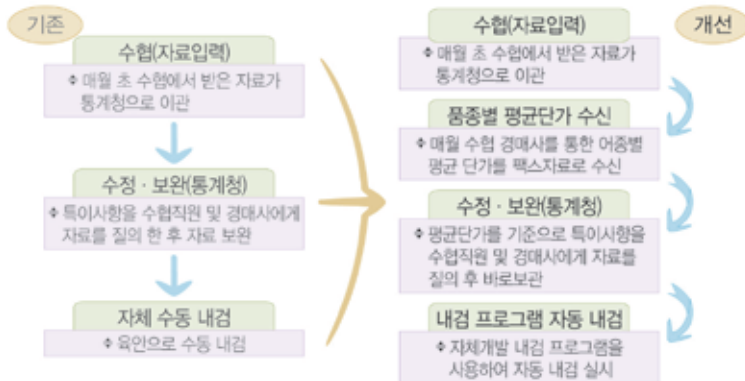 기존
수협(자료입력)
❖ 매월 초 수협에서 받은 자료가
통계청으로 이관
수정·보완(통계청)
❖ 특이사항을 수협직원 및 경매사에게
자료를 질의 한 후 자료 보완
자체 수동 내검
❖ 육안으로 수동 내검
개선
수협(자료입력)
❖ 매월 초 수협에서 받은 자료가
통계청으로 이관
품종별 평균단가 수신
❖ 매월 수협 경매사를 통한 어종별
평균 단가를 팩스자료로 수신
수정·보완(통계청)
❖ 평균단가를 기준으로 특이사항을
수협직원 및 경매사에게 자료를
질의 후 바로보관
내검 프로그램 자동 내검
❖ 자체개발 내검 프로그램을
사용하여 자동 내검 실시